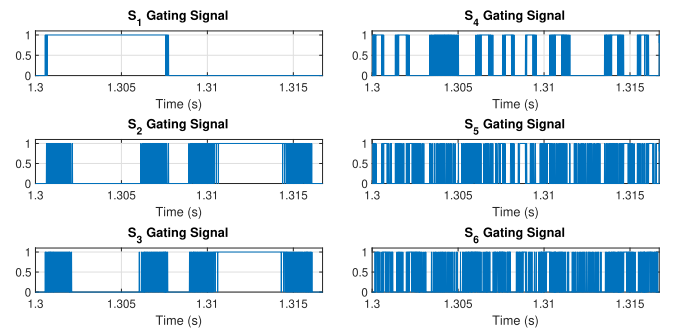 S1 Gating Signal
1
0.5
0
1.3 1.305 1.31 1.315
Time (s)
S4 Gating Signal
1
0.5
0
1.3 1.305 1.31 1.315
Time (s)
S2 Gating Signal
1
0.5
0
1.3 1.305 1.31 1.315
Time (s)
S5 Gating Signal
1
0.5
0
1.3 1.305 1.31 1.315
Time (s)
S3 Gating Signal
1
0.5
0
1.3 1.305 1.31 1.315
Time (s)
S6 Gating Signal
1
0.5
0
1.3 1.305 1.31 1.315
Time (s)